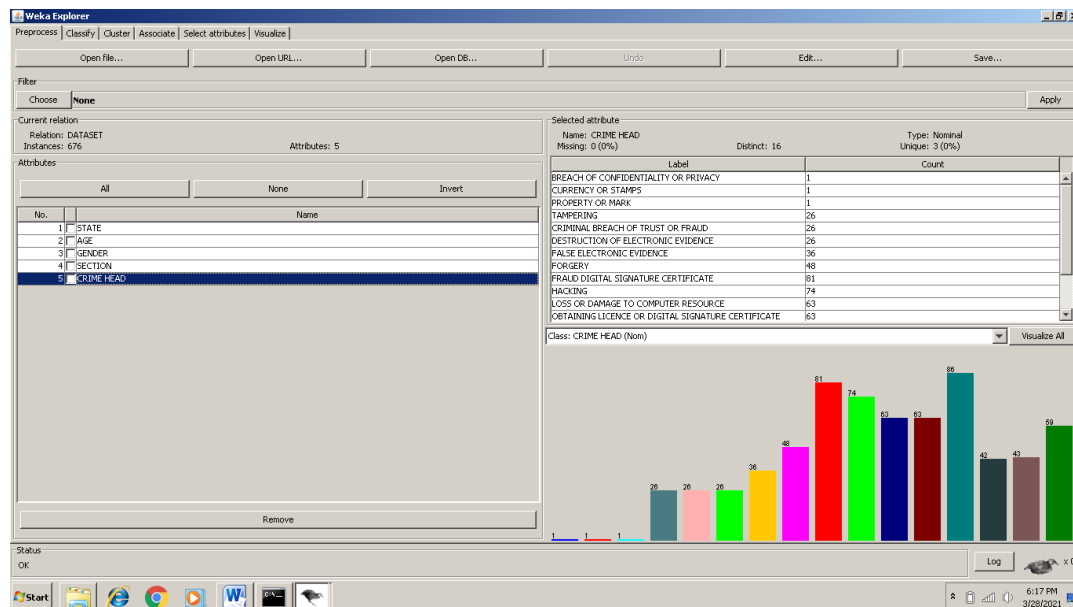 Weka Explorer
Preprocess Classify Cluster Associate Select attributes Visualize
Open file... Open URL... Open DB... Undo Edit... Save...
Filter
Choose None Apply
Current relation
Relation: DATASET
Instances: 676 Attributes: 5
Attributes
All None Invert
No. Name
1 STATE
2 AGE
3 GENDER
4 SECTION
5 CRIME HEAD
Remove
Selected attribute
Name: CRIME HEAD Type: Nominal
Missing: 0 (0%) Distinct: 16 Unique: 3 (0%)
Label Count
BREACH OF CONFIDENTIALITY OR PRIVACY 1
CURRENCY OR STAMPS 1
PROPERTY OR MARK 1
TAMPERING 26
CRIMINAL BREACH OF TRUST OR FRAUD 26
DESTRUCTION OF ELECTRONIC EVIDENCE 26
FALSE ELECTRONIC EVIDENCE 36
FORGERY 48
FRAUD DIGITAL SIGNATURE CERTIFICATE 81
HACKING 74
LOSS OR DAMAGE TO COMPUTER RESOURCE 63
OBTAINING LICENCE OR DIGITAL SIGNATURE CERTIFICATE 63
Class: CRIME HEAD (Nom) Visualize All
1 1 1 26 26 26 36 48 81 74 63 63 86 42 43 59
Status
OK Log x 0
Start 6:17 PM
3/28/2021